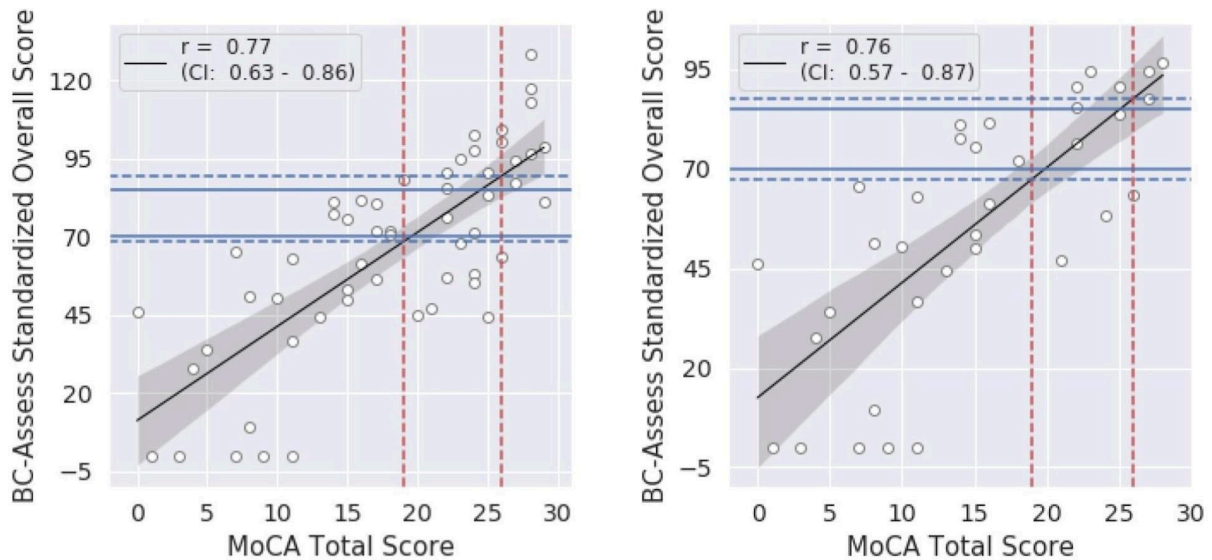 r = 0.77
(CI: 0.63 - 0.86)
BC-Assess Standardized Overall Score
120
95
70
45
20
−5
0 5 10 15 20 25 30
MoCA Total Score
r = 0.76
(CI: 0.57 - 0.87)
BC-Assess Standardized Overall Score
95
70
45
20
−5
0 5 10 15 20 25 30
MoCA Total Score